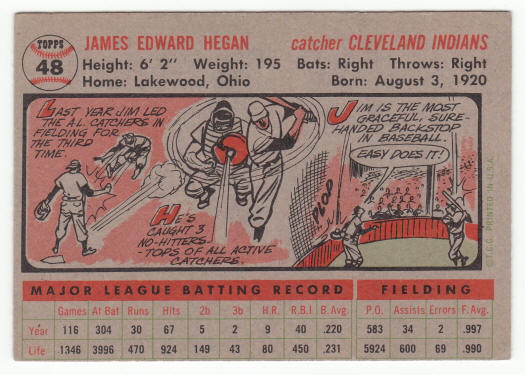 TOPPS
48
JAMES EDWARD HEGAN
catcher CLEVELAND INDIANS
Height: 6' 2" Weight: 195 Bats: Right Throws: Right
Home: Lakewood, Ohio Born: August 3, 1920
LAST YEAR JIM LED
THE A.L. CATCHERS IN
FIELDING FOR THE
THIRD TIME.
HE'S
CAUGHT 3
NO-HITTERS.
TOPS OF ALL ACTIVE
CATCHERS.
JIM IS THE MOST
GRACEFUL, SURE-
HANDED BACKSTOP
IN BASEBALL.
EASY DOES IT!
PLOP
©T.C.G. PRINTED IN U.S.A.
MAJOR LEAGUE BATTING RECORD FIELDING
Games At Bat Runs Hits 2b 3b H.R. R.B.I B. Avg. P.O. Assists Errors F. Avg.
Year 116 304 30 67 5 2 9 40 .220 583 34 2 .997
Life 1346 3996 470 924 149 43 80 450 .231 5924 600 69 .990